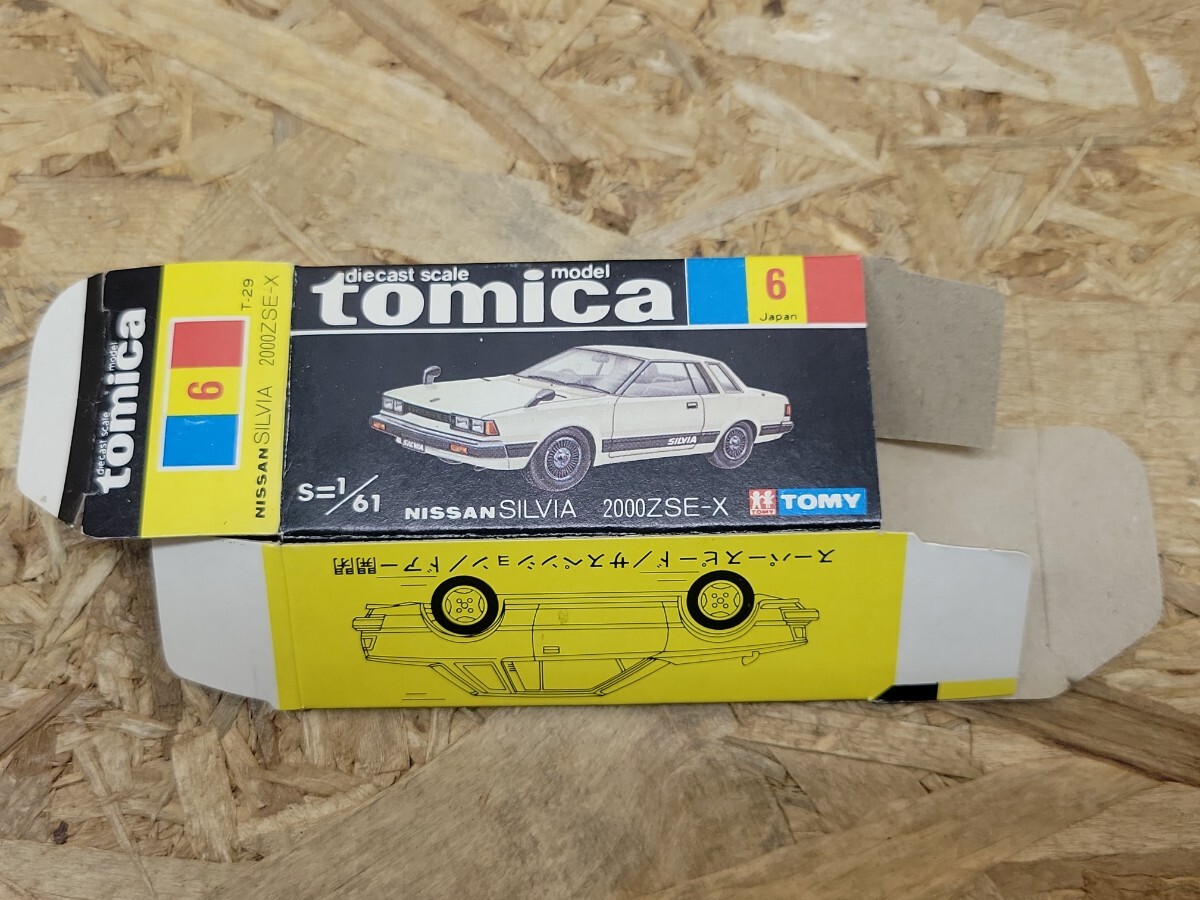 diecast scale model
tomica
6
Japan
SILVIA
S=1/61
NISSAN SILVIA 2000ZSE-X
TOMY
TOMY
diecast scale model
tomica
6
T-29
NISSAN SILVIA 2000ZSE-X
スーパースピード/サスペンション/ドアー開閉